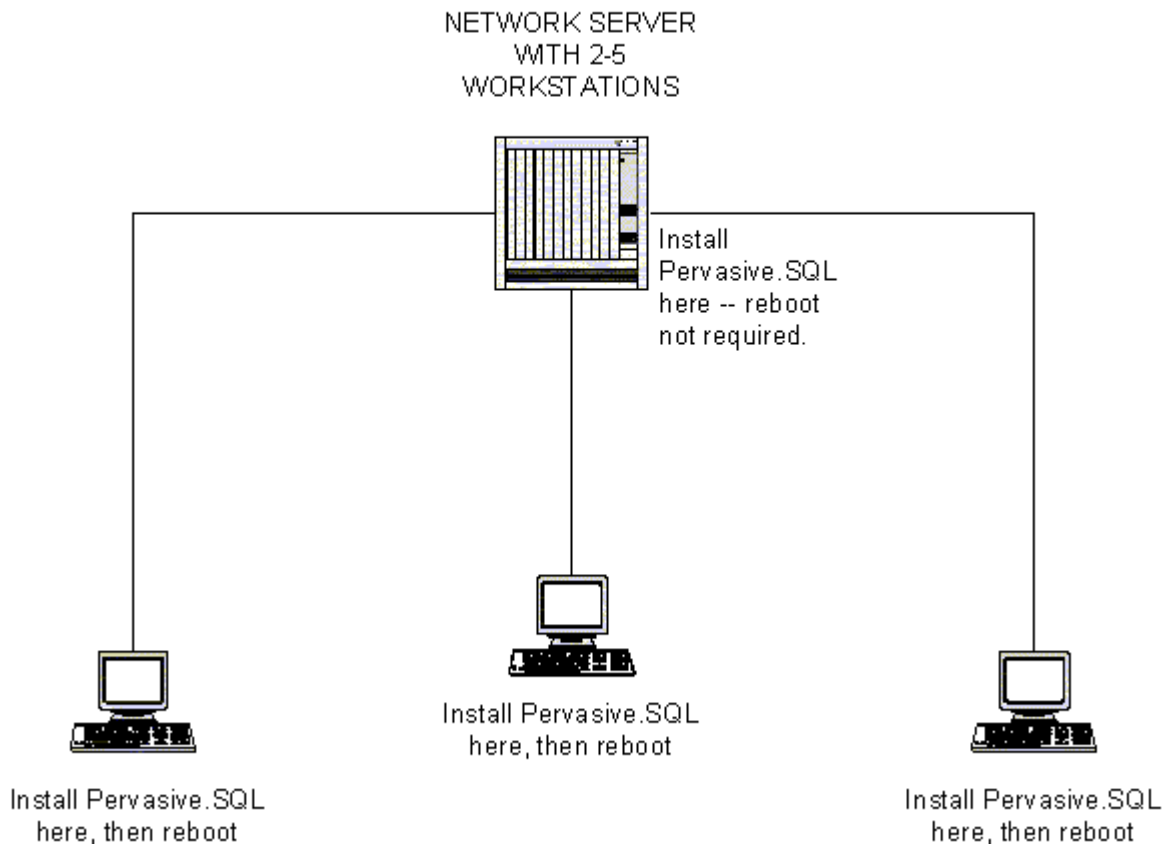 NETWORK SERVER
WITH 2-5
WORKSTATIONS
Install
Pervasive.SQL
here -- reboot
not required.
Install Pervasive.SQL
here, then reboot
Install Pervasive.SQL
here, then reboot
Install Pervasive.SQL
here, then reboot